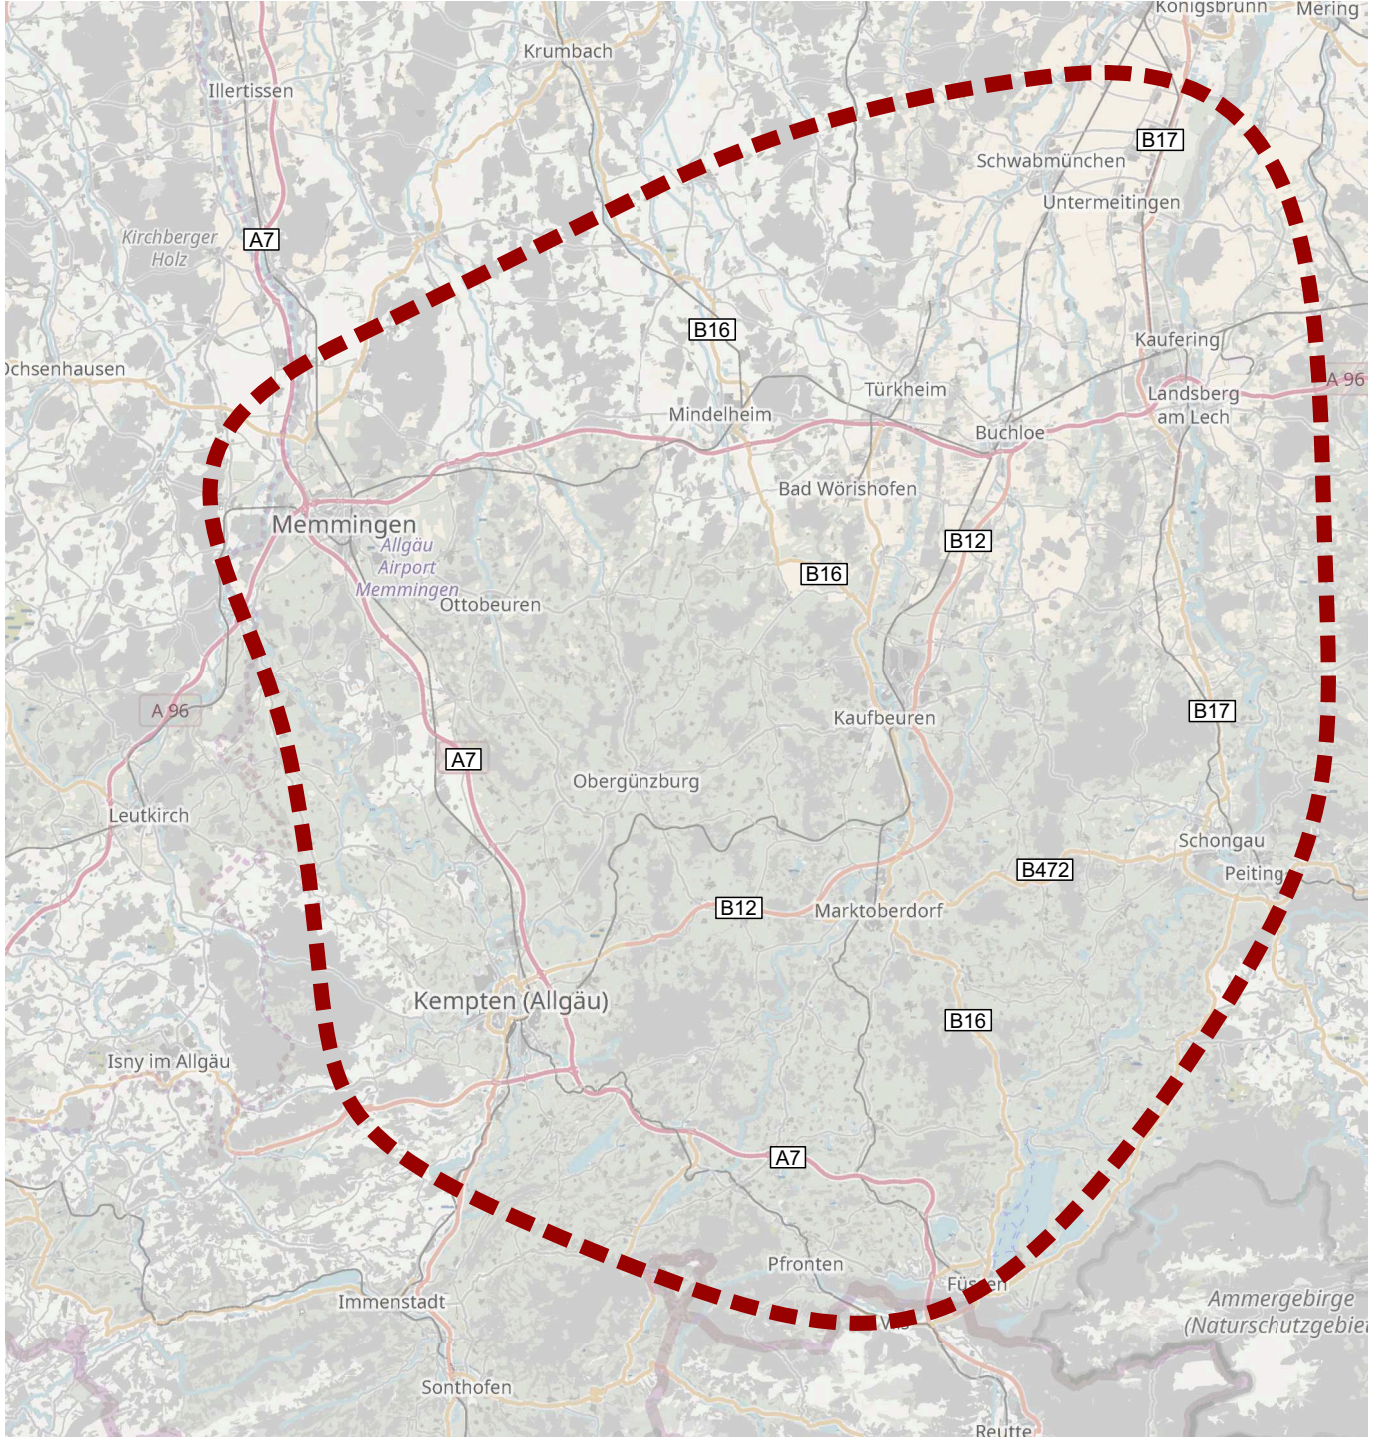 Königsbrunn
Mering
Krumbach
Illertissen
B17
Schwabmünchen
Untermeitingen
Kirchberger
Holz
A7
B16
Kaufering
Ochsenhausen
A 96
Türkheim
Landsberg
am Lech
Mindelheim
Buchloe
Bad Wörishofen
Memmingen
B12
Allgäu
Airport
Memmingen
B16
Ottobeuren
A 96
B17
Kaufbeuren
A7
Obergünzburg
Leutkirch
Schongau
B472
Peiting
B12
Marktoberdorf
Kempten (Allgäu)
B16
Isny im Allgäu
A7
Pfronten
Füssen
Immenstadt
Ammergebirge
(Naturschutzgebiet
Vils
Sonthofen
Reutte